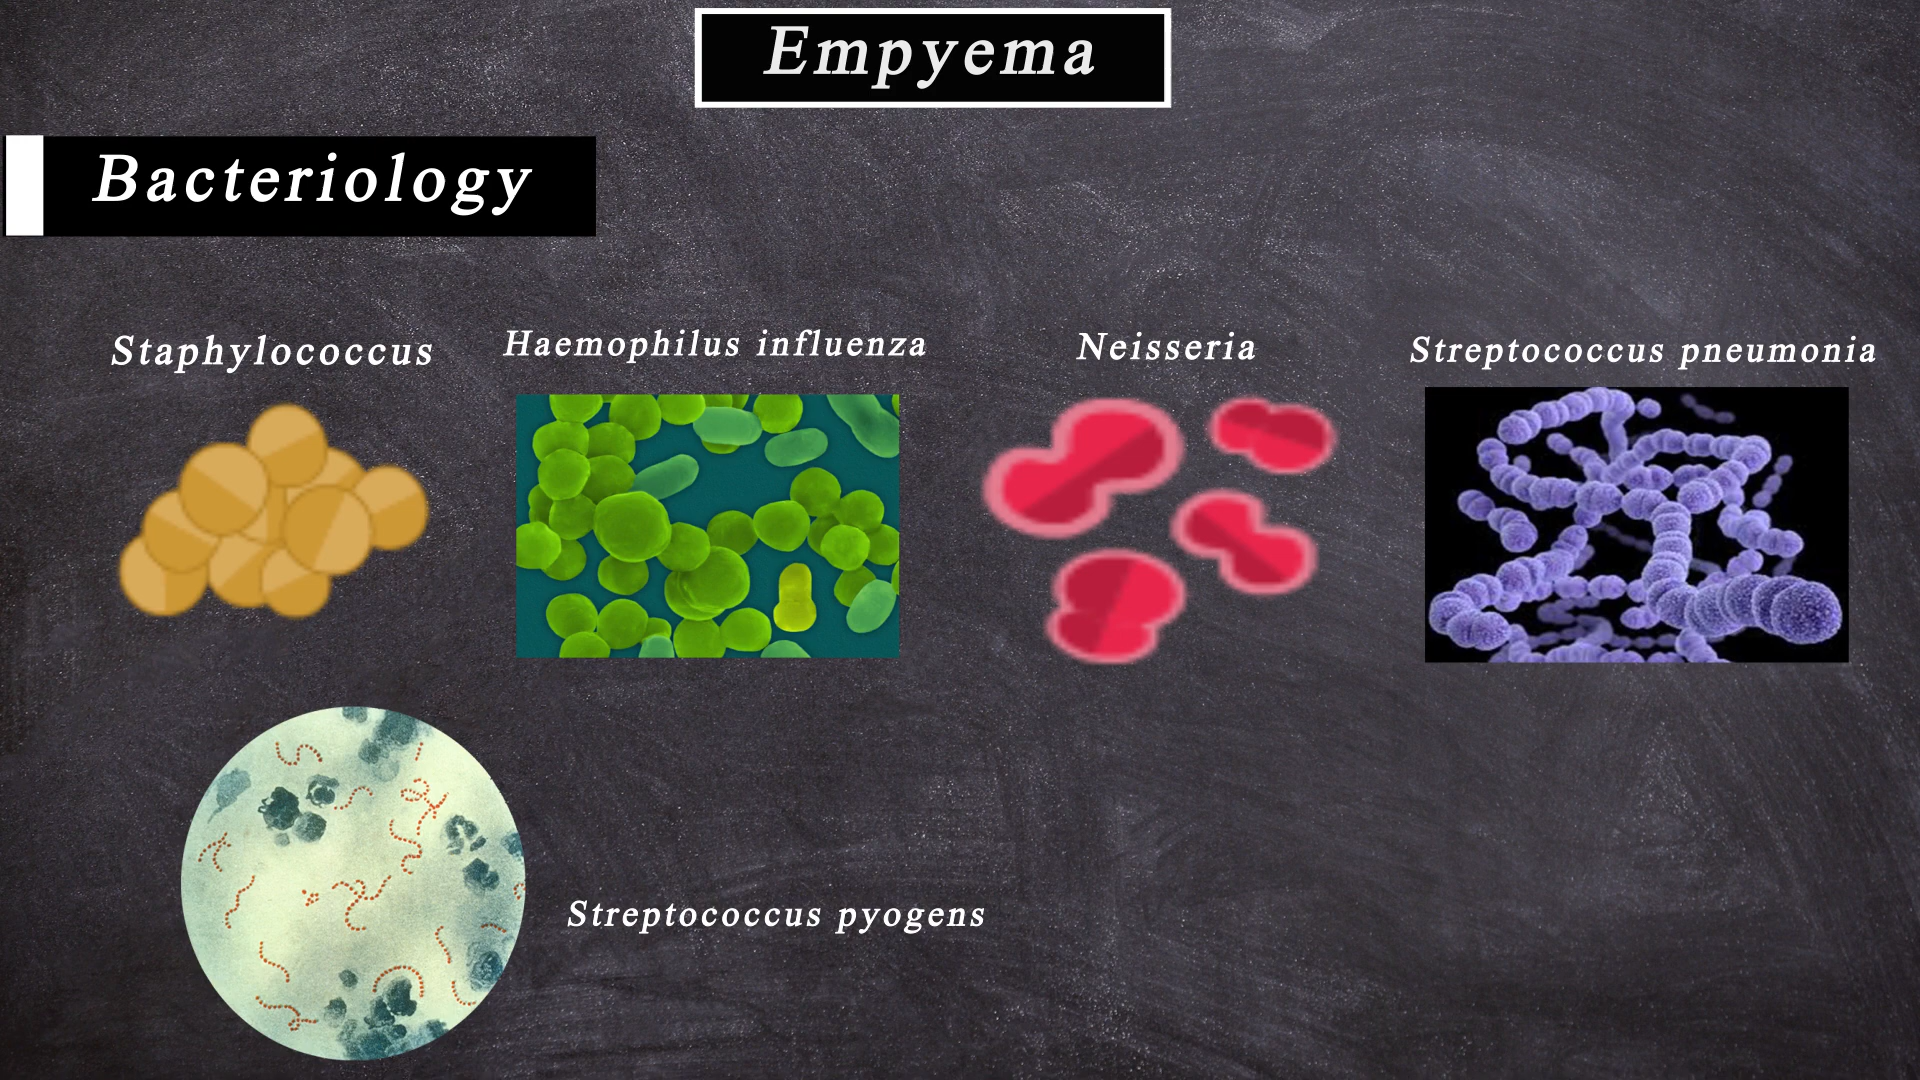 Empyema
Bacteriology
Staphylococcus
Haemophilus influenza
Neisseria
Streptococcus pneumonia
Streptococcus pyogens